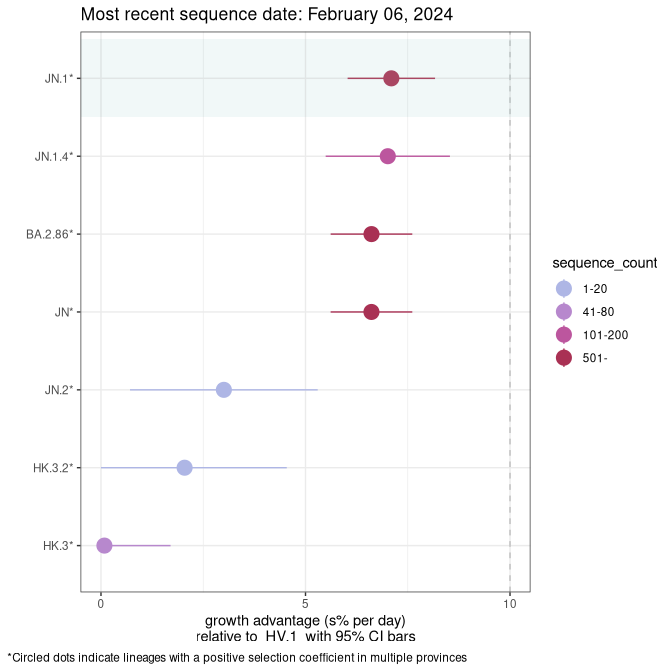 Most recent sequence date: February 06, 2024
JN.1*
JN.1.4*
BA.2.86*
JN*
JN.2*
HK.3.2*
HK.3*
0
5
10
growth advantage (s% per day)
relative to HV.1 with 95% CI bars
sequence_count
1-20
41-80
101-200
501-
*Circled dots indicate lineages with a positive selection coefficient in multiple provinces